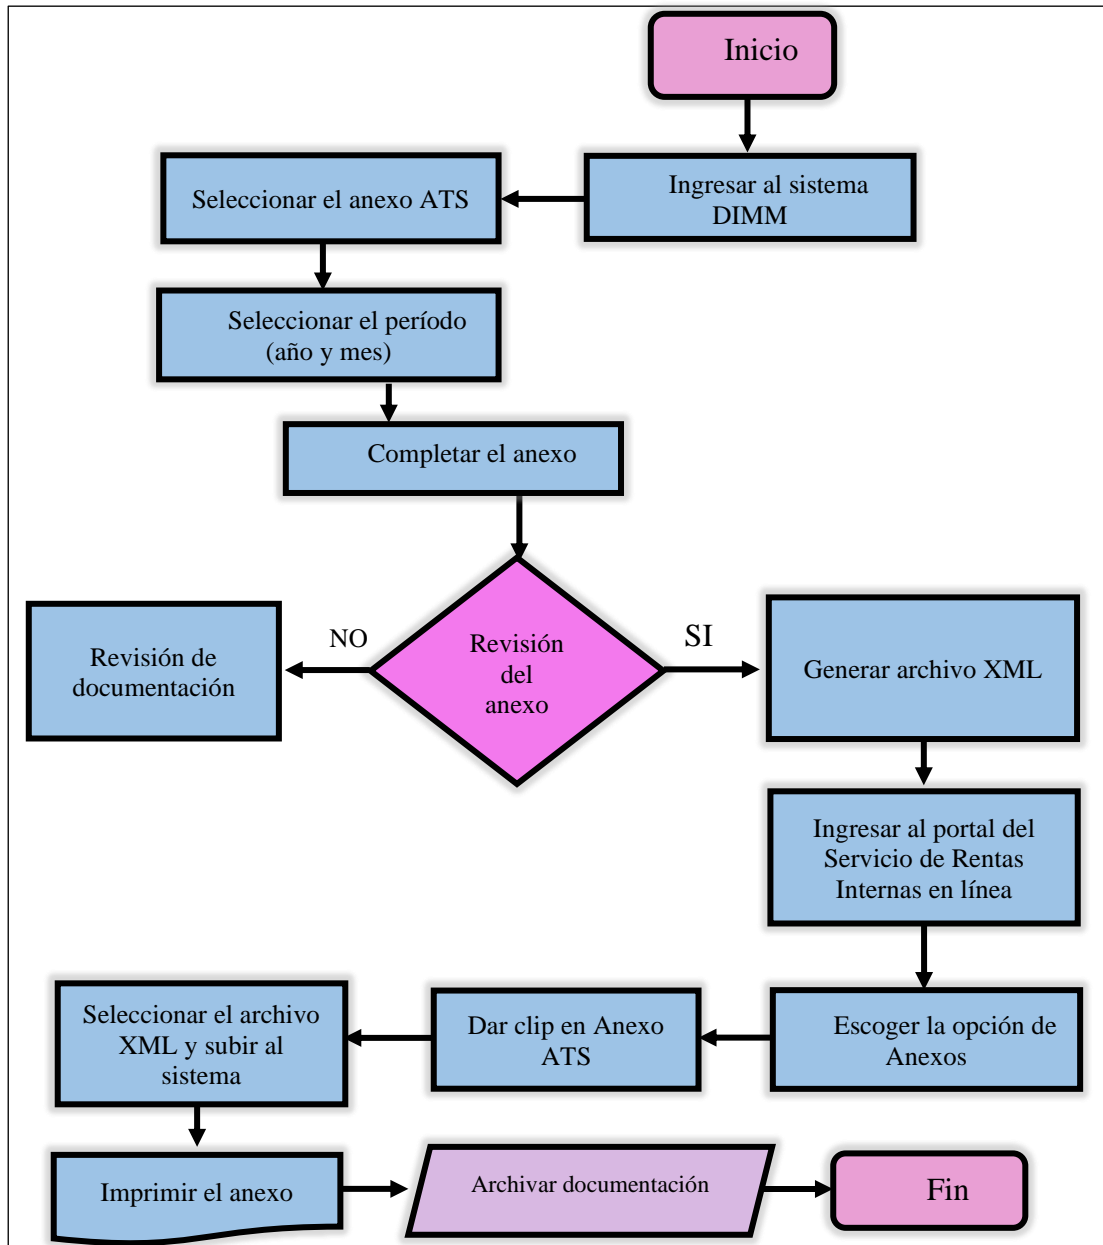 Inicio
Ingresar al sistema
DIMM
Seleccionar el anexo ATS
Seleccionar el período
(año y mes)
Completar el anexo
Revisión
del
anexo
NO
SI
Revisión de
documentación
Generar archivo XML
Ingresar al portal del
Servicio de Rentas
Internas en línea
Escoger la opción de
Anexos
Dar clip en Anexo
ATS
Seleccionar el archivo
XML y subir al
sistema
Imprimir el anexo
Archivar documentación
Fin